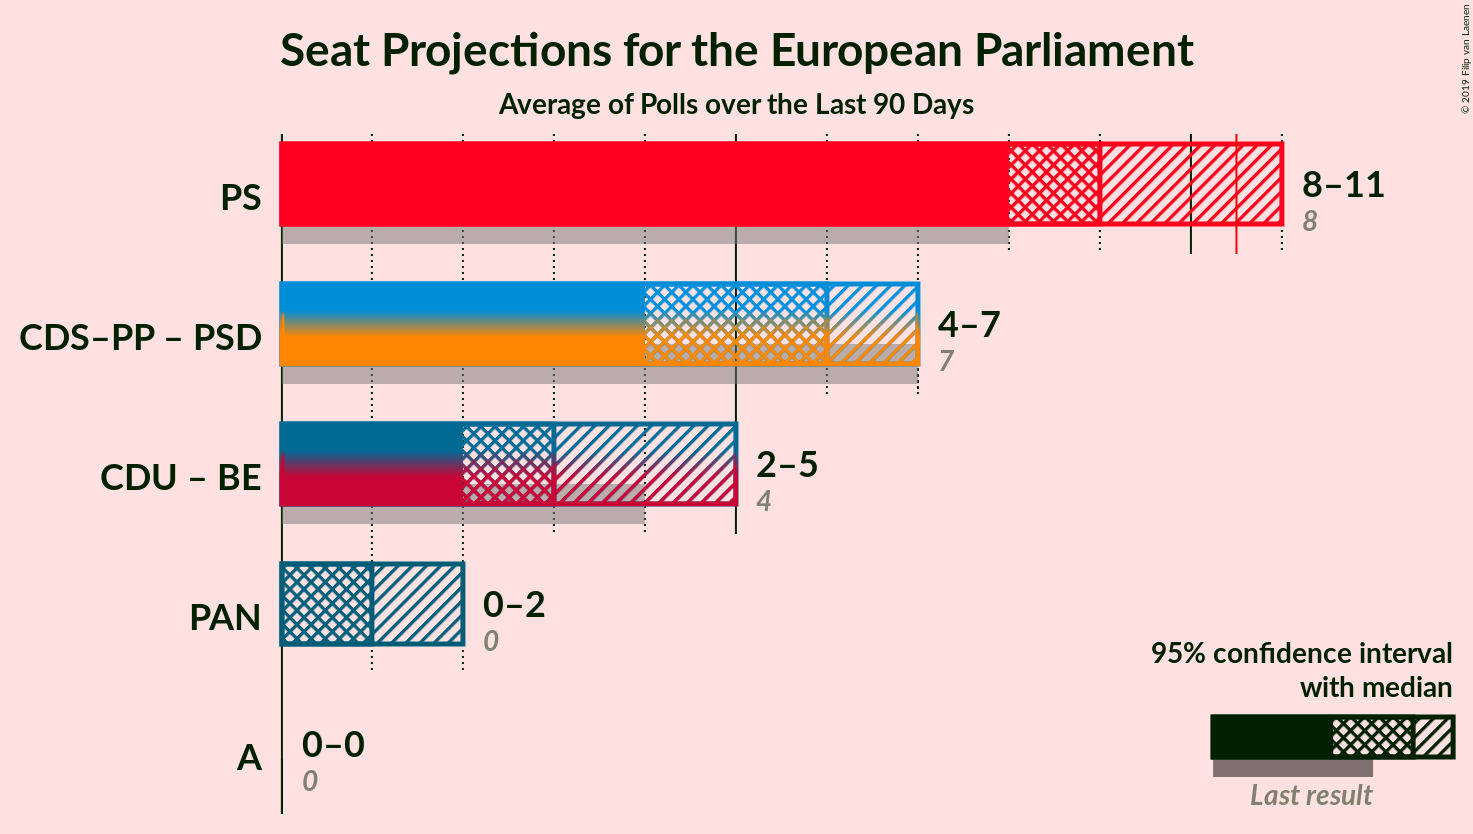 Seat Projections for the European Parliament
Average of Polls over the Last 90 Days
© 2019 Filip van Laenen
PS
8–11
8
CDS–PP – PSD
4–7
7
CDU – BE
2–5
4
PAN
0–2
0
A
0–0
0
95% confidence interval
with median
Last result